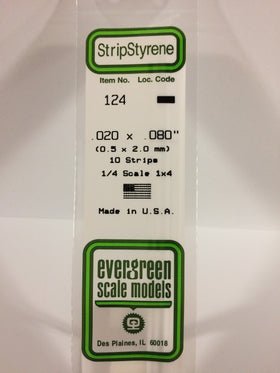 StripStyrene
Item No. Loc. Code
124
.020 x .080"
(0.5 x 2.0 mm)
10 Strips
1/4 Scale 1x4
Made in U.S.A.
evergreen
scale models
Des Plaines, IL 60018